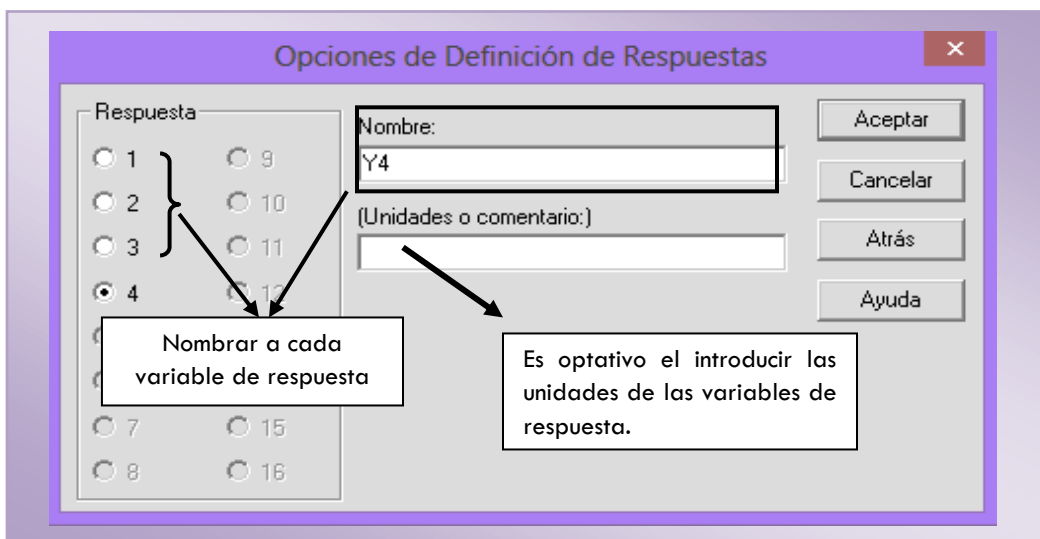 Opciones de Definición de Respuestas
Respuesta
1
2
3
4
7
8
9
10
11
12
15
16
Nombre:
Y4
(Unidades o comentario:)
Aceptar
Cancelar
Atrás
Ayuda
Nombrar a cada
variable de respuesta
Es optativo el introducir las
unidades de las variables de
respuesta.